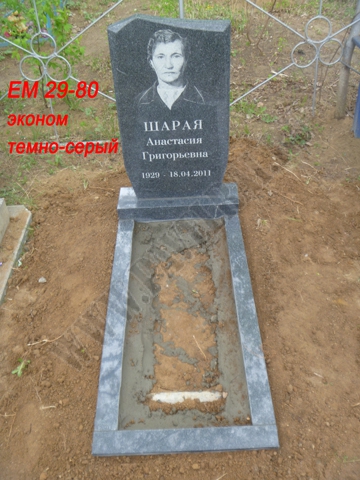 ЕМ 29-80
эконом
темно-серый
ШАРАЯ
Анастасия
Григорьевна
1929 - 18.04.2011